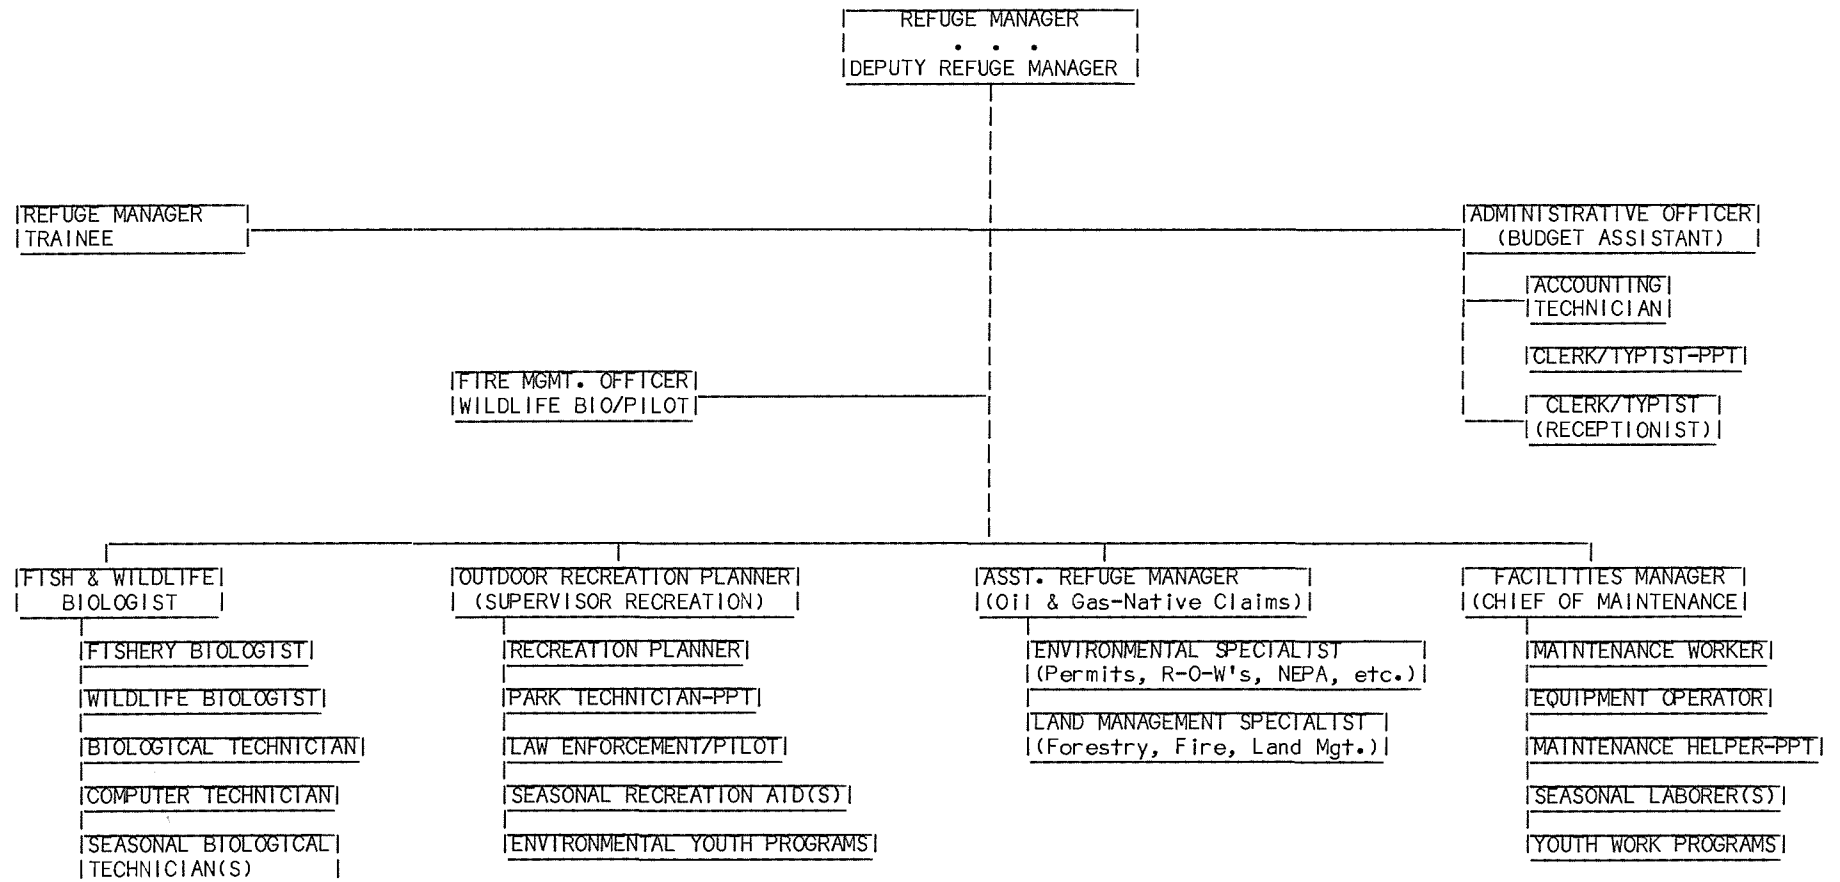 REFUGE MANAGER
. . .
DEPUTY REFUGE MANAGER
REFUGE MANAGER
TRAINEE
ADMINISTRATIVE OFFICER
(BUDGET ASSISTANT)
ACCOUNTING
TECHNICIAN
CLERK/TYPIST-PPT
CLERK/TYPIST
(RECEPTIONIST)
FIRE MGMT. OFFICER
WILDLIFE BIO/PILOT
FISH & WILDLIFE
BIOLOGIST
FISHERY BIOLOGIST
WILDLIFE BIOLOGIST
BIOLOGICAL TECHNICIAN
COMPUTER TECHNICIAN
SEASONAL BIOLOGICAL
TECHNICIAN(S)
OUTDOOR RECREATION PLANNER
(SUPERVISOR RECREATION)
RECREATION PLANNER
PARK TECHNICIAN-PPT
LAW ENFORCEMENT/PILOT
SEASONAL RECREATION AID(S)
ENVIRONMENTAL YOUTH PROGRAMS
ASST. REFUGE MANAGER
(Oil & Gas-Native Claims)
ENVIRONMENTAL SPECIALIST
(Permits, R-O-W's, NEPA, etc.)
LAND MANAGEMENT SPECIALIST
(Forestry, Fire, Land Mgt.)
FACILITIES MANAGER
(CHIEF OF MAINTENANCE
MAINTENANCE WORKER
EQUIPMENT OPERATOR
MAINTENANCE HELPER-PPT
SEASONAL LABORER(S)
YOUTH WORK PROGRAMS